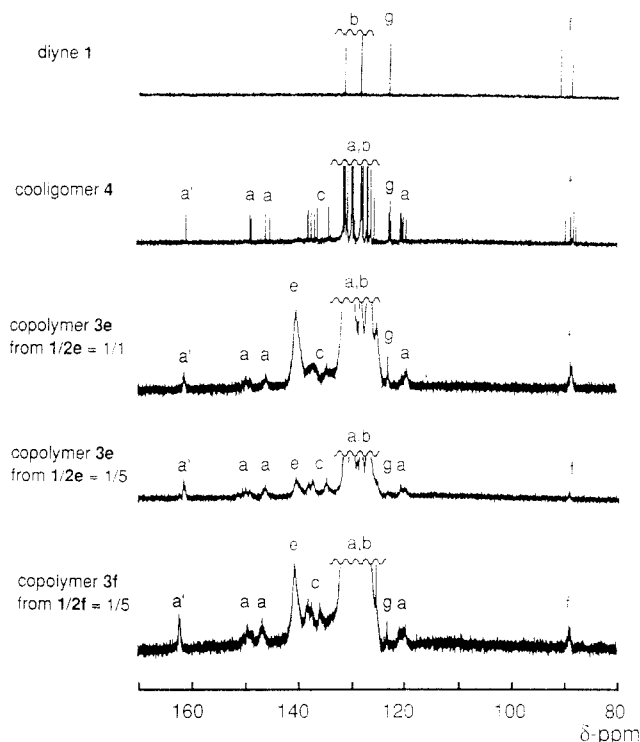 b g f
diyne 1
a,b
a' a a c g a
cooligomer 4
a,b
e
copolymer 3e
from 1/2e = 1/1
a' a a c g a
a,b
copolymer 3e
from 1/2e = 1/5
a' a a e c g a f
e a,b
copolymer 3f
from 1/2f = 1/5
a' a a c g a f
160 140 120 100 80
δ-ppm